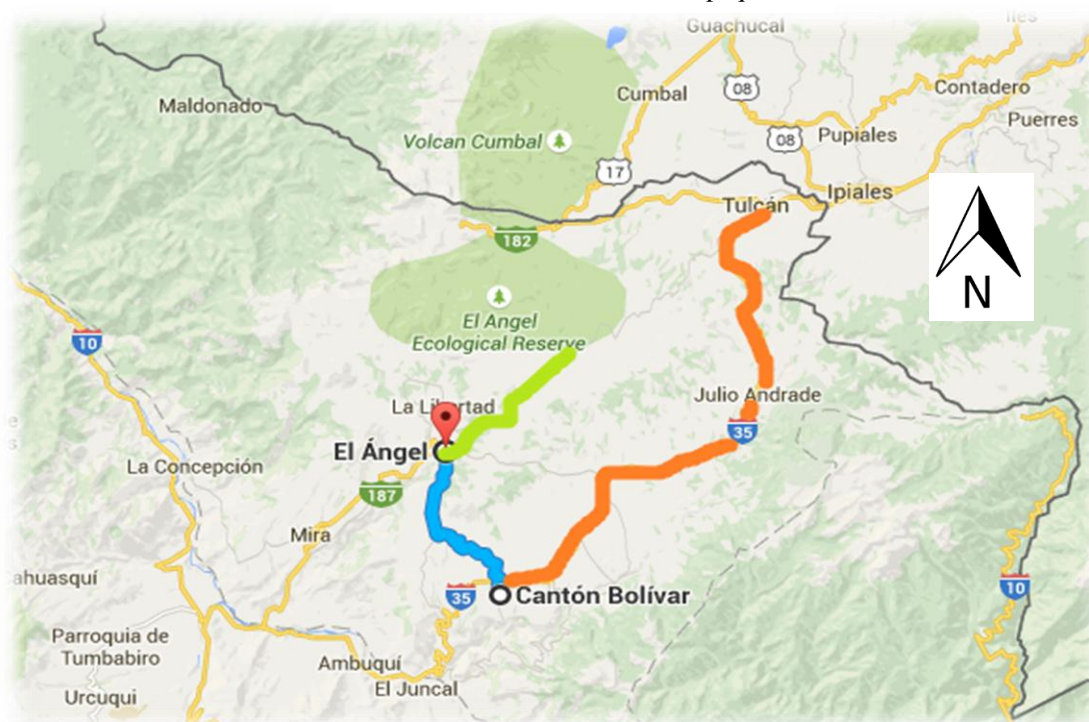 Guachucal
08
Cumbal
Contadero
Maldonado
Puerres
08
Pupiales
Volcan Cumbal
17
Ipiales
Tulcán
182
N
El Angel
Ecological Reserve
10
Julio Andrade
La Libertad
35
El Ángel
La Concepción
187
Mira
ahuasquí
10
35
Cantón Bolívar
Parroquia de
Tumbabiro
Ambuquí
El Juncal
Urcuqui